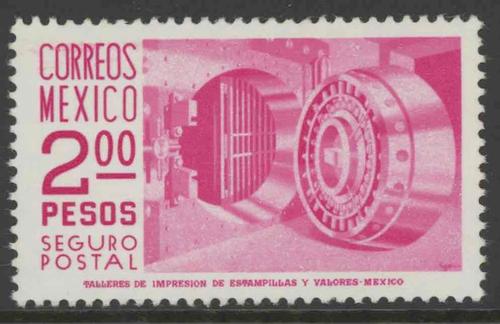 CORREOS
MEXICO
2.00
PESOS
SEGURO
POSTAL
TALLERES DE IMPRESION DE ESTAMPILLAS Y VALORES-MEXICO